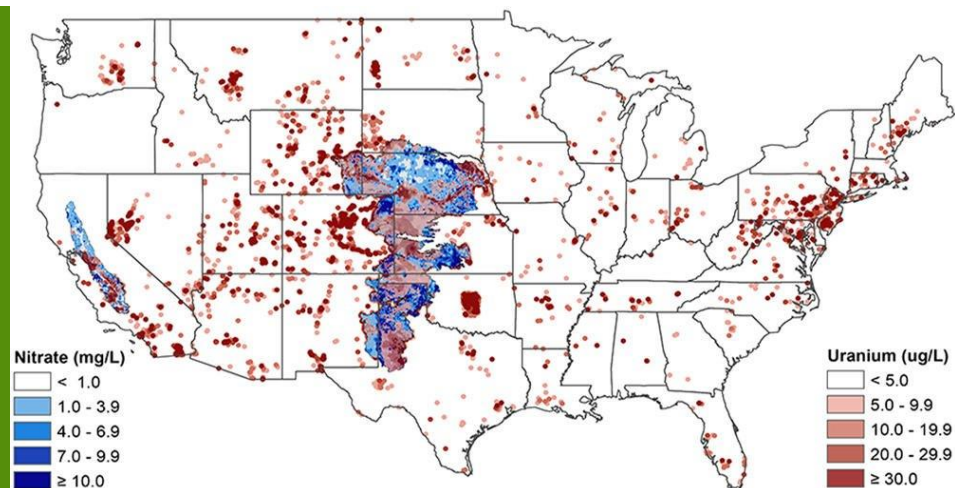 Nitrate (mg/L)
< 1.0
1.0 - 3.9
4.0 - 6.9
7.0 - 9.9
≥ 10.0
Uranium (ug/L)
< 5.0
5.0 - 9.9
10.0 - 19.9
20.0 - 29.9
≥ 30.0